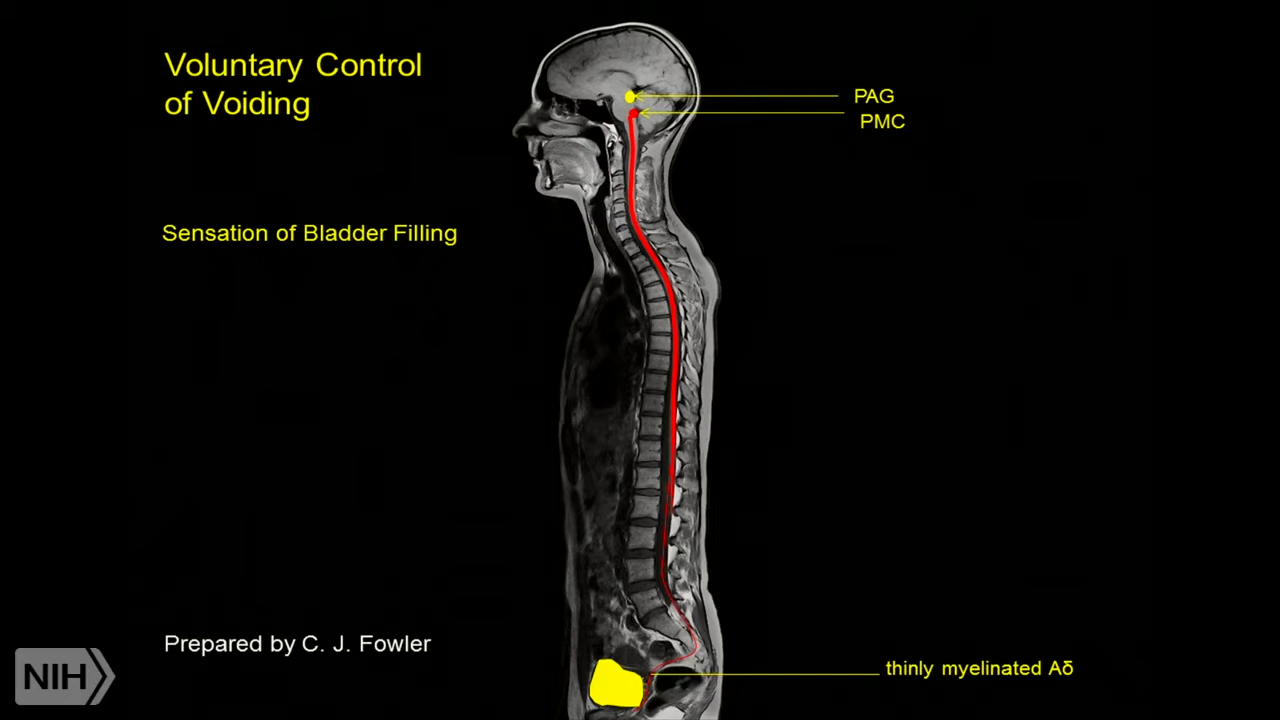 Voluntary Control
of Voiding
PAG
PMC
Sensation of Bladder Filling
Prepared by C. J. Fowler
NIH
thinly myelinated Aδ